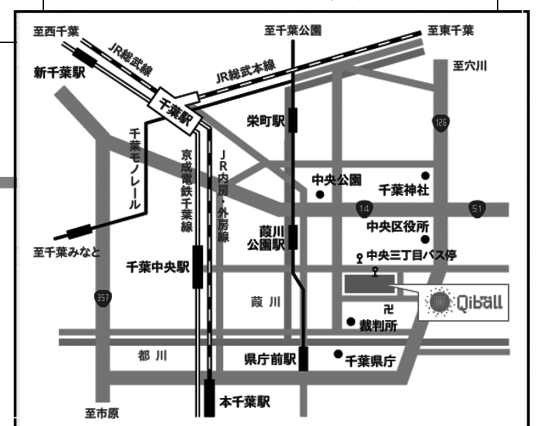 至千葉公園
至西千葉
至東千葉
JR総武線
JR総武本線
新千葉駅
至穴川
千葉駅
栄町駅
126
千葉モノレール
京成電鉄千葉線
JR内房・外房線
中央公園
千葉神社
14
51
葭川
公園駅
中央区役所
至千葉みなと
中央三丁目バス停
千葉中央駅
357
葭川
Qiball
卍
裁判所
都川
県庁前駅
千葉県庁
本千葉駅
至市原